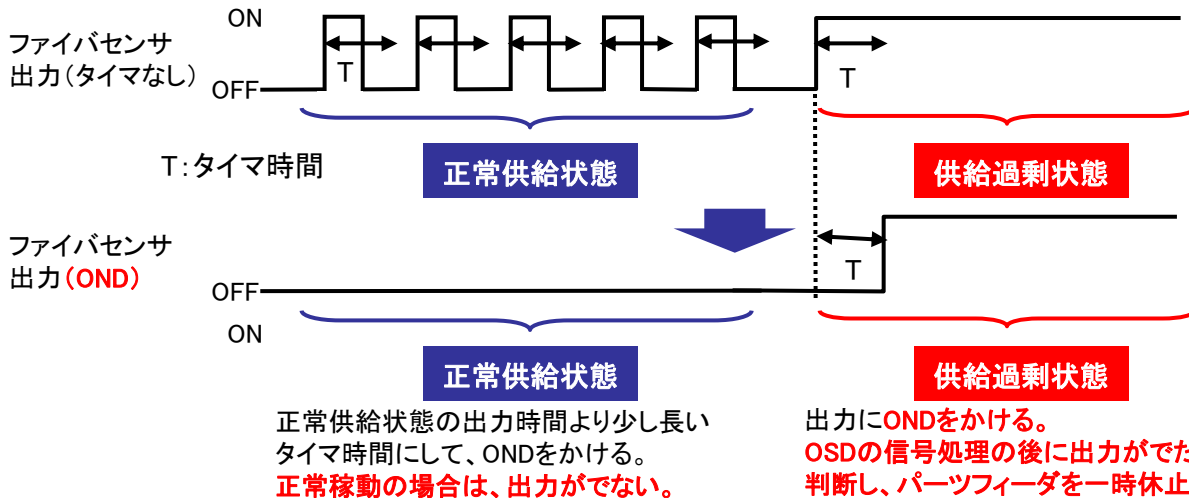 ON
ファイバセンサ
出力(タイマなし)
OFF
T
T
T:タイマ時間
正常供給状態
供給過剰状態
ファイバセンサ
出力(OND)
T
OFF
ON
正常供給状態
供給過剰状態
正常供給状態の出力時間より少し長い
タイマ時間にして、ONDをかける。
正常稼動の場合は、出力がでない。
出力にONDをかける。
OSDの信号処理の後に出力がでた
判断し、パーツフィーダを一時休止